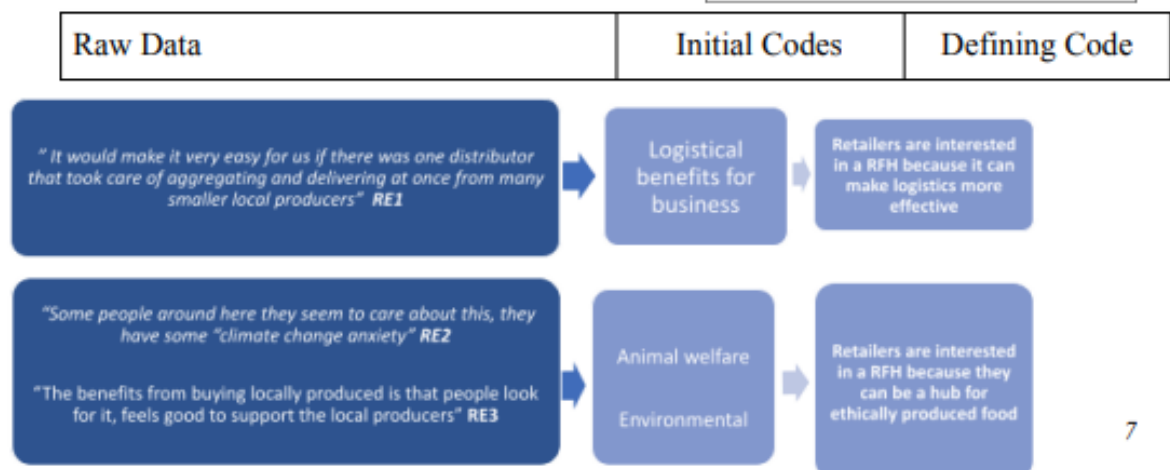 Raw Data
Initial Codes
Defining Code
" It would make it very easy for us if there was one distributor
that took care of aggregating and delivering at once from many
smaller local producers" RE1
Logistical
benefits for
business
Retailers are interested
in a RFH because it can
make logistics more
effective
"Some people around here they seem to care about this, they
have some "climate change anxiety" RE2
"The benefits from buying locally produced is that people look
for it, feels good to support the local producers" RE3
Animal welfare
Environmental
Retailers are interested
in a RFH because they
can be a hub for
ethically produced food
7